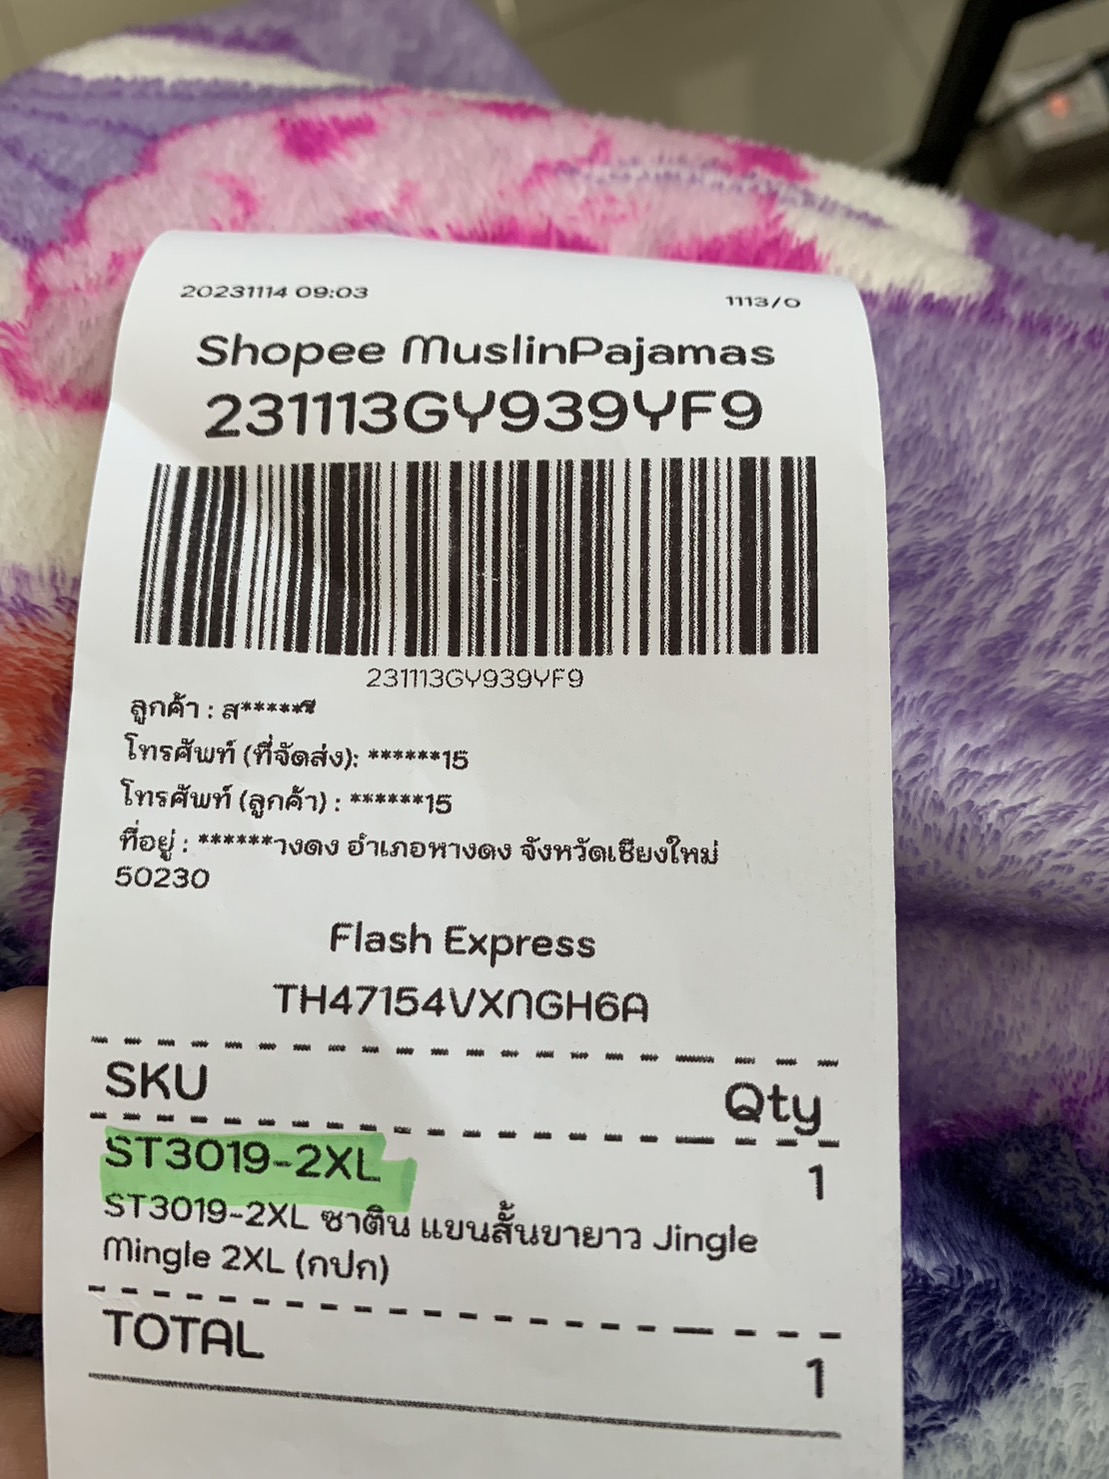 20231114 09:03 1113/0
Shopee MuslinPajamas
231113GY939YF9
231113GY939YF9
ลูกค้า : ส*****
โทรศัพท์ (ที่จัดส่ง): ******15
โทรศัพท์ (ลูกค้า) : ******15
ที่อยู่ : ******างดง อำเภอหางดง จังหวัดเชียงใหม่
50230
Flash Express
TH47154VXNGH6A
SKU Qty
ST3019-2XL 1
ST3019-2XL ซาติน แขนสั้นขายาว Jingle
Mingle 2XL (กปก)
TOTAL 1